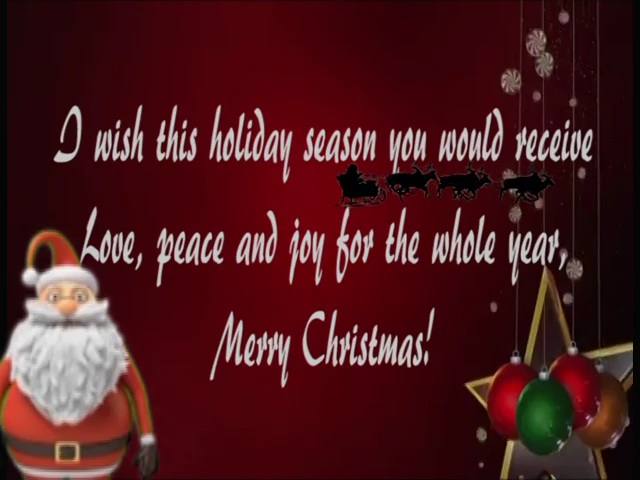 I wish this holiday season you would receive
Love, peace and joy for the whole year,
Merry Christmas!